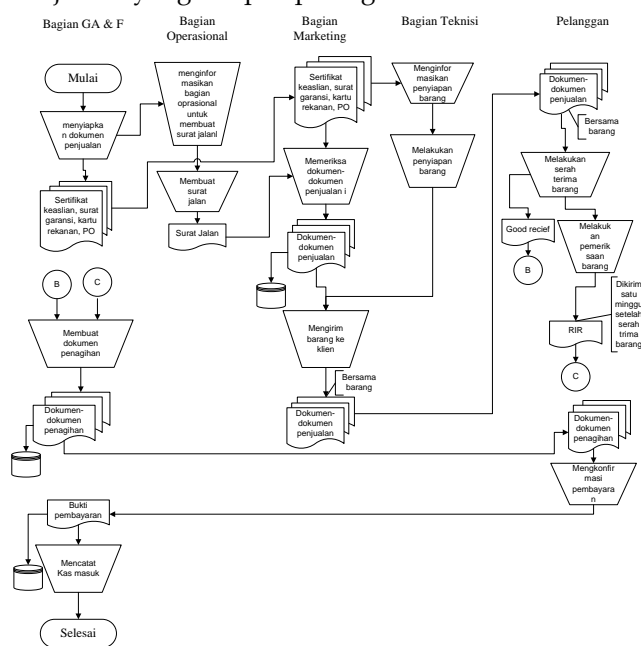 Bagian GA & F
Bagian
Operasional
Bagian
Marketing
Bagian Teknisi
Pelanggan
Mulai
menyiapka
n dokumen
penjualan
Sertifikat
keaslian, surat
garansi, kartu
rekanan, PO
menginfor
masikan
bagian
oprasional
untuk
membuat
surat jalanl
Membuat
surat
jalan
Surat Jalan
Sertifikat
keaslian, surat
garansi, kartu
rekanan, PO
Memeriksa
dokumen-
dokumen
penjualan i
Dokumen-
dokumen
penjualan
Mengirim
barang ke
klien
Bersama
barang
Dokumen-
dokumen
penjualan
Menginfor
masikan
penyiapan
barang
Melakukan
penyiapan
barang
Dokumen-
dokumen
penjualan
Bersama
barang
Melakukan
serah
terima
barang
Good recief
B
Melakuk
an
pemerik
saan
barang
Dikirim
satu
minggu
setelah
serah
trima
barang
RIR
C
B
C
Membuat
dokumen
penagihan
Dokumen-
dokumen
penagihan
Dokumen-
dokumen
penagihan
Mengkonfir
masi
pembayara
n
Bukti
pembayaran
Mencatat
Kas masuk
Selesai